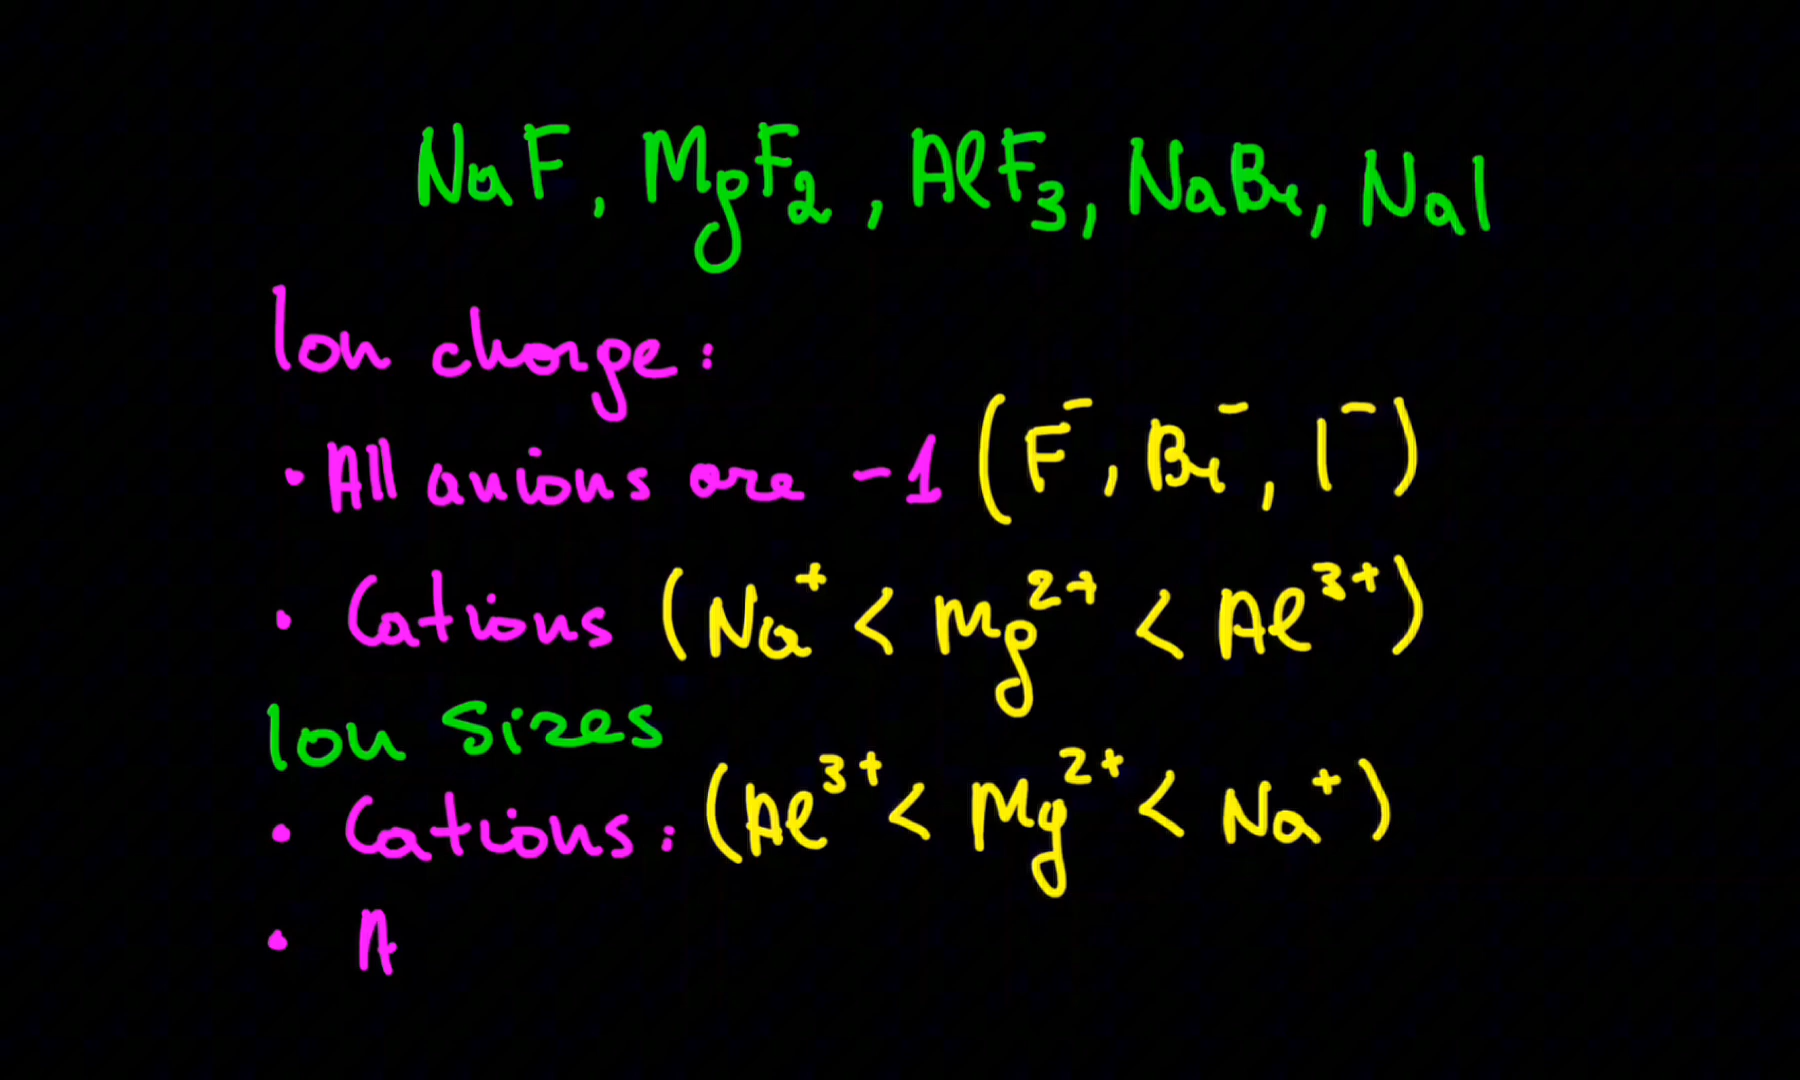 NaF, MgF₂, AlF₃, NaBr, NaI
Ion charge:
• All anions are -1 (F⁻, Br⁻, I⁻)
• Cations (Na⁺ < Mg²⁺ < Al³⁺)
Ion Sizes
• Cations: (Al³⁺ < Mg²⁺ < Na⁺)
• A